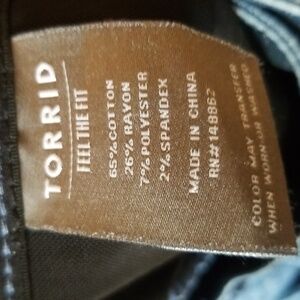 TORRID
FEEL THE FIT
65% COTTON
26% RAYON
7% POLYESTER
2% SPANDEX
MADE IN CHINA
RN# 148862
COLOR MAY TRANSFER
WHEN WORN OR WASHED